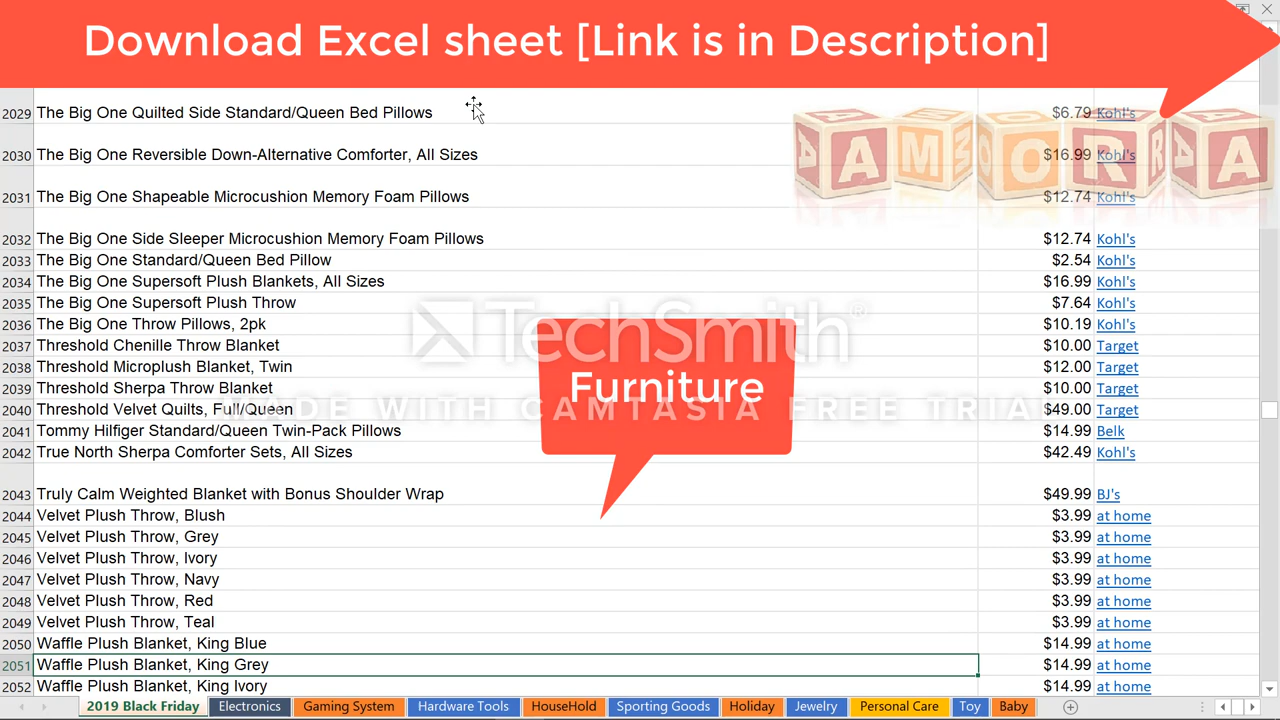 Download Excel sheet [Link is in Description]
2029 The Big One Quilted Side Standard/Queen Bed Pillows $6.79 Kohl's
AMSORRA
2030 The Big One Reversible Down-Alternative Comforter, All Sizes $16.99 Kohl's
2031 The Big One Shapeable Microcushion Memory Foam Pillows $12.74 Kohl's
2032 The Big One Side Sleeper Microcushion Memory Foam Pillows $12.74 Kohl's
2033 The Big One Standard/Queen Bed Pillow $2.54 Kohl's
2034 The Big One Supersoft Plush Blankets, All Sizes $16.99 Kohl's
2035 The Big One Supersoft Plush Throw $7.64 Kohl's
2036 The Big One Throw Pillows, 2pk $10.19 Kohl's
TechSmith®
2037 Threshold Chenille Throw Blanket $10.00 Target
2038 Threshold Microplush Blanket, Twin $12.00 Target
2039 Threshold Sherpa Throw Blanket $10.00 Target
Furniture
2040 Threshold Velvet Quilts, Full/Queen $49.00 Target
MADE WITH CAMTASIA FREE TRIAL
2041 Tommy Hilfiger Standard/Queen Twin-Pack Pillows $14.99 Belk
2042 True North Sherpa Comforter Sets, All Sizes $42.49 Kohl's
2043 Truly Calm Weighted Blanket with Bonus Shoulder Wrap $49.99 BJ's
2044 Velvet Plush Throw, Blush $3.99 at home
2045 Velvet Plush Throw, Grey $3.99 at home
2046 Velvet Plush Throw, Ivory $3.99 at home
2047 Velvet Plush Throw, Navy $3.99 at home
2048 Velvet Plush Throw, Red $3.99 at home
2049 Velvet Plush Throw, Teal $3.99 at home
2050 Waffle Plush Blanket, King Blue $14.99 at home
2051 Waffle Plush Blanket, King Grey $14.99 at home
2052 Waffle Plush Blanket, King Ivory $14.99 at home
2019 Black Friday Electronics Gaming System Hardware Tools HouseHold Sporting Goods Holiday Jewelry Personal Care Toy Baby